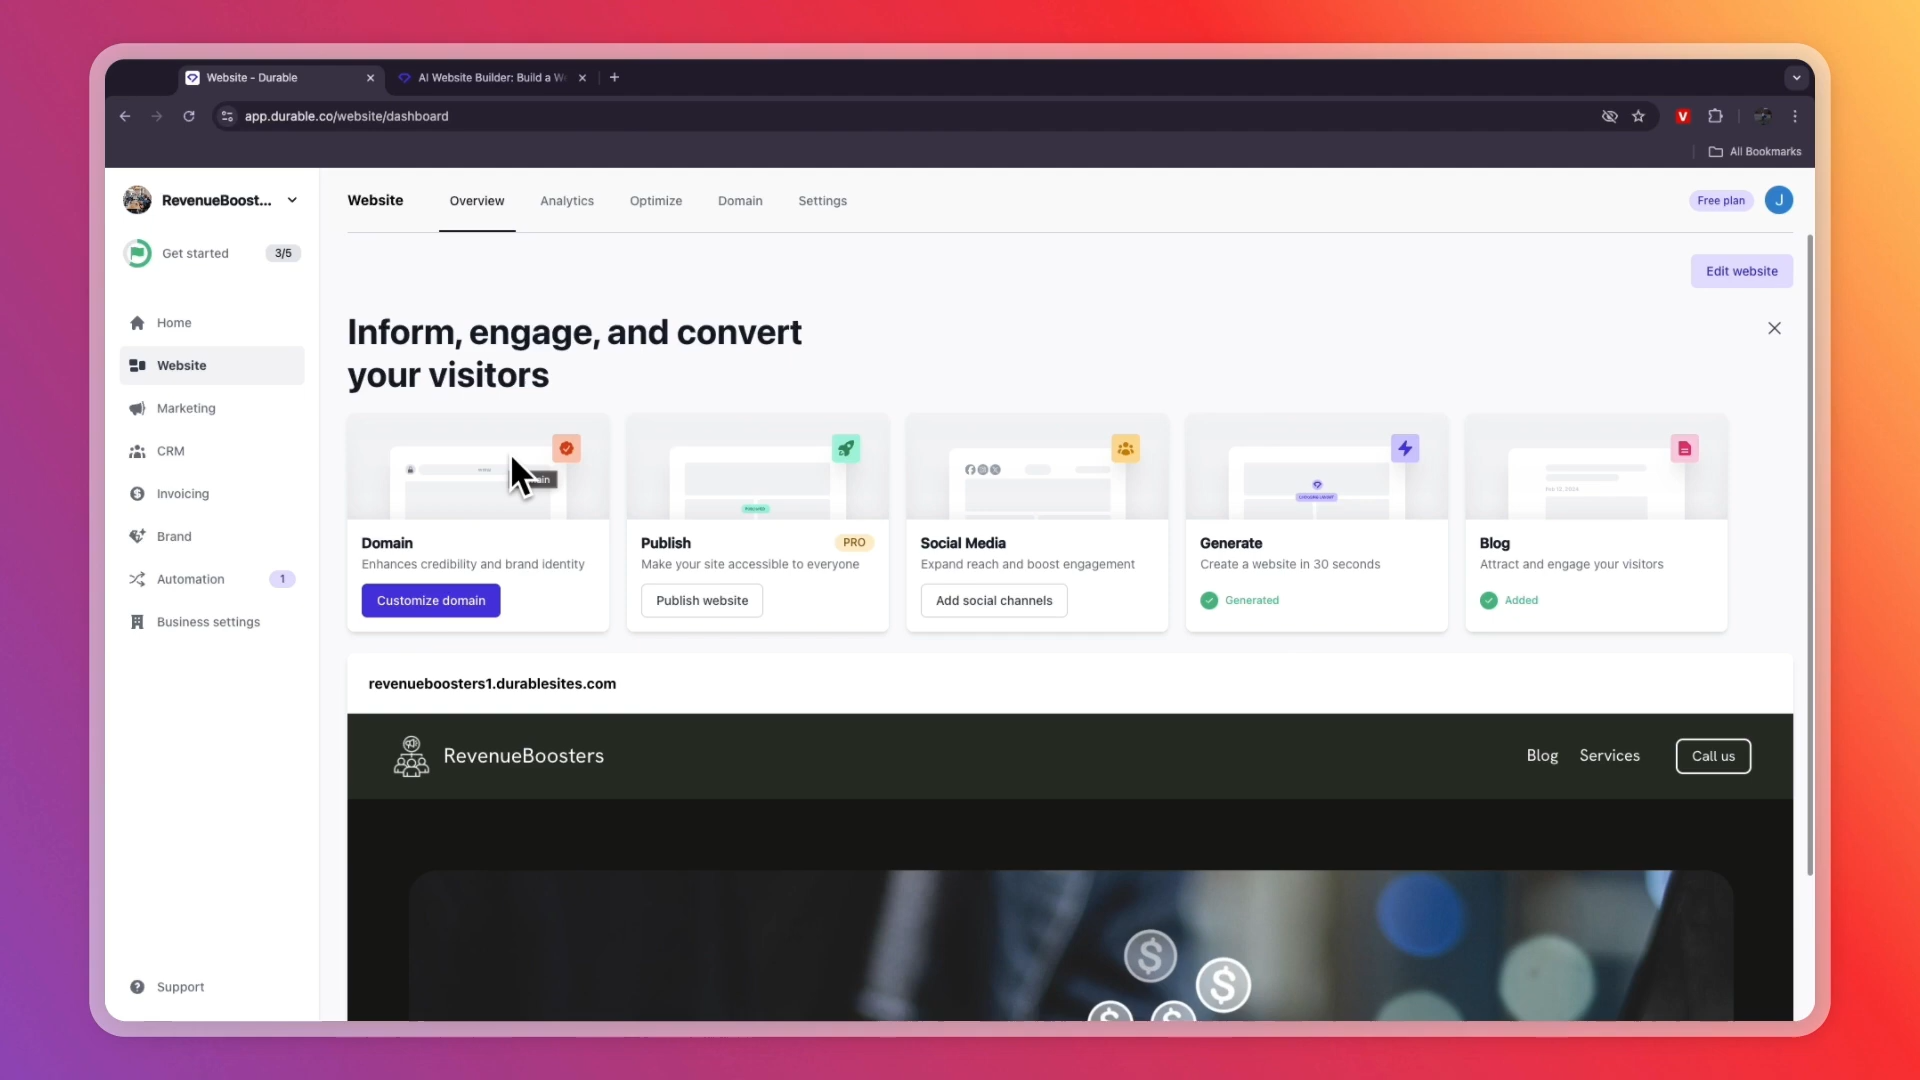 Website - Durable
AI Website Builder: Build a W
app.durable.co/website/dashboard
All Bookmarks
RevenueBoost...
Get started
3/5
Home
Website
Marketing
CRM
Invoicing
Brand
Automation
1
Business settings
Support
Website
Overview
Analytics
Optimize
Domain
Settings
Free plan
J
Edit website
Inform, engage, and convert
your visitors
Domain
Enhances credibility and brand identity
Customize domain
Publish
PRO
Make your site accessible to everyone
Publish website
Social Media
Expand reach and boost engagement
Add social channels
Generate
Create a website in 30 seconds
Generated
Feb 13, 2024
Blog
Attract and engage your visitors
Added
revenueboosters1.durablesites.com
RevenueBoosters
Blog
Services
Call us